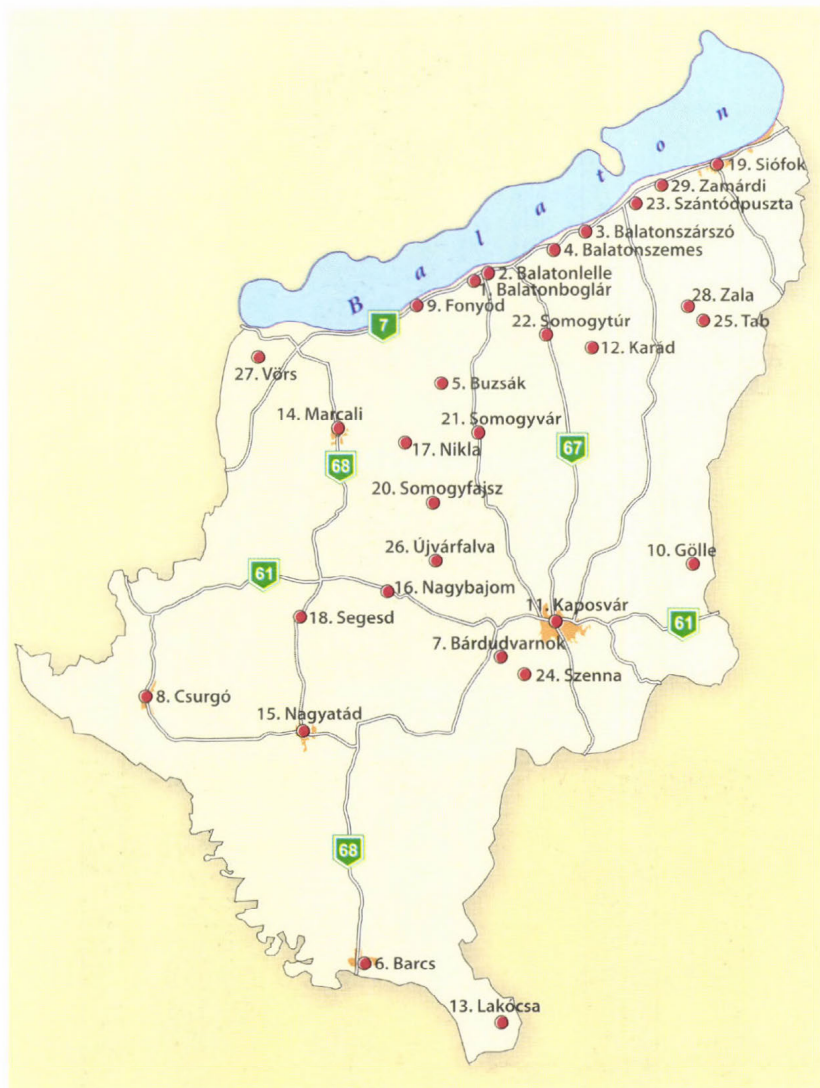 Balaton
19. Siófok
29. Zamárdi
23. Szántódpuszta
3. Balatonszárszó
4. Balatonszemes
2. Balatonlelle
1. Balatonboglár
28. Zala
9. Fonyód
7
22. Somogytúr
25. Tab
12. Karád
27. Vörs
5. Buzsák
14. Marcali
21. Somogyvár
17. Nikla
67
68
20. Somogyfajsz
26. Újvárfalva
10. Gölle
61
16. Nagybajom
11. Kaposvár
18. Segesd
61
7. Bárdudvarnok
24. Szenna
8. Csurgó
15. Nagyatád
68
6. Barcs
13. Lakócsa